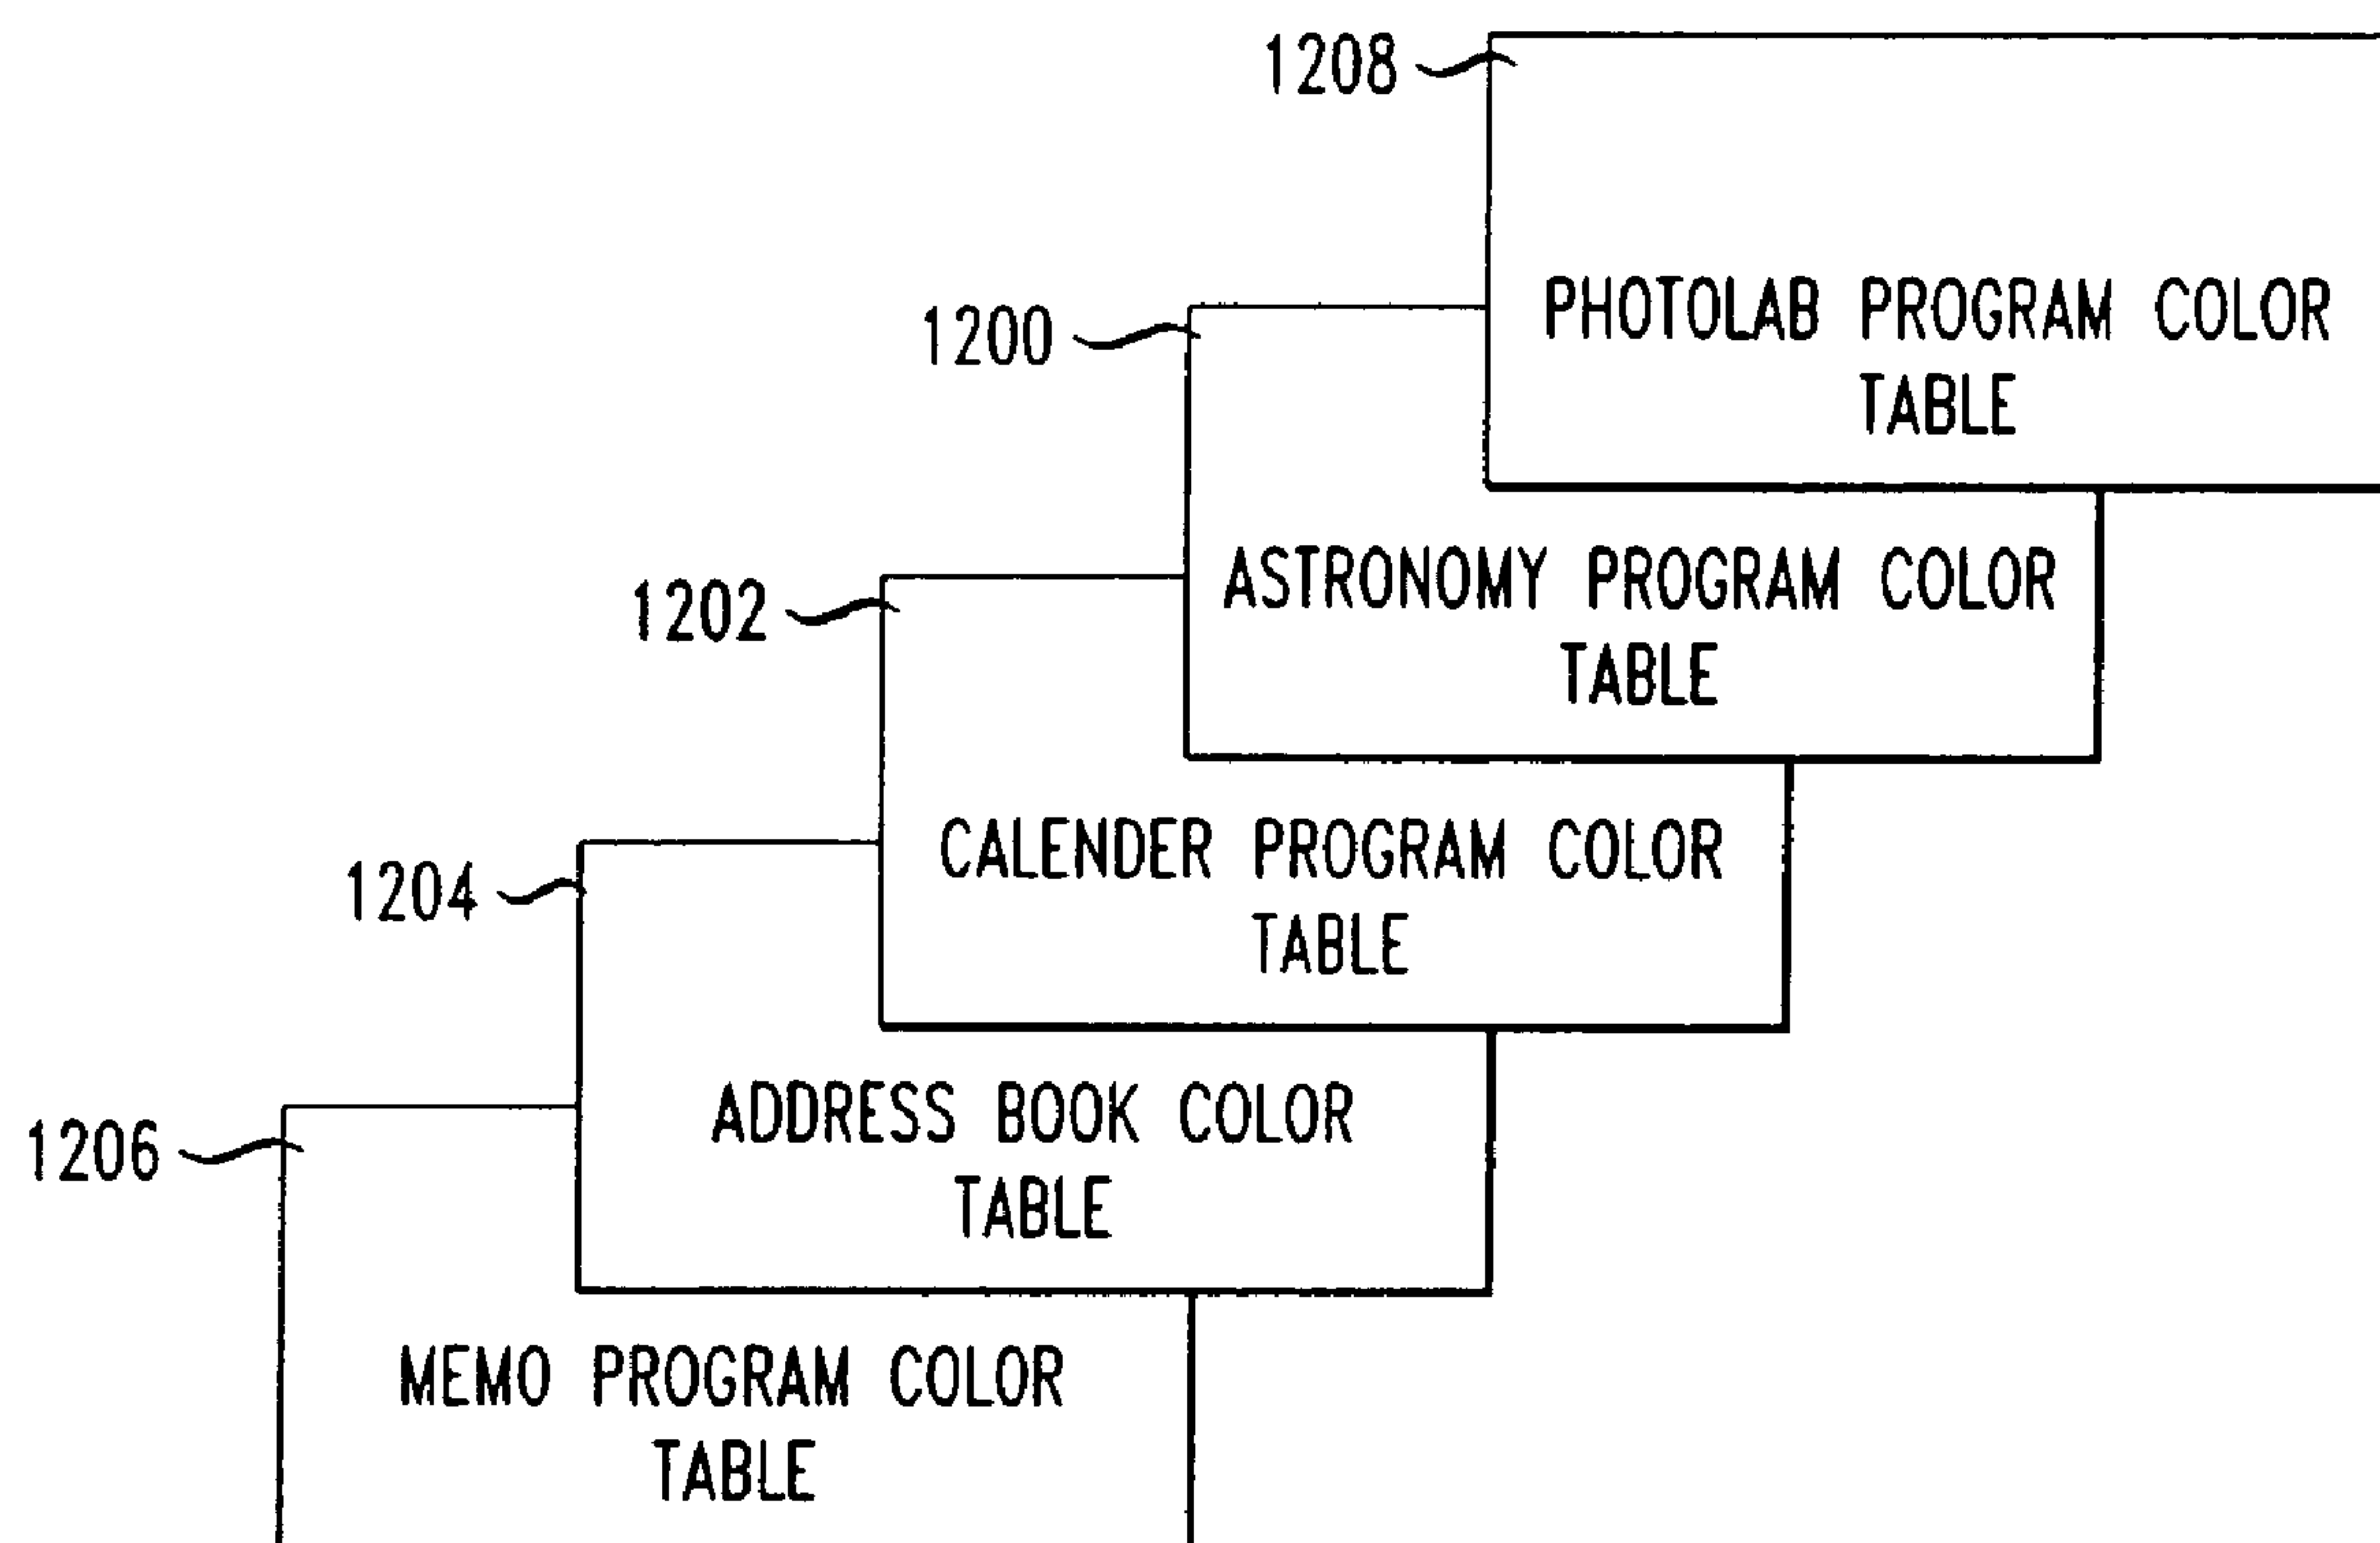 1208
PHOTOLAB PROGRAM COLOR
TABLE
1200
ASTRONOMY PROGRAM COLOR
TABLE
1202
CALENDER PROGRAM COLOR
TABLE
1204
ADDRESS BOOK COLOR
TABLE
1206
MEMO PROGRAM COLOR
TABLE